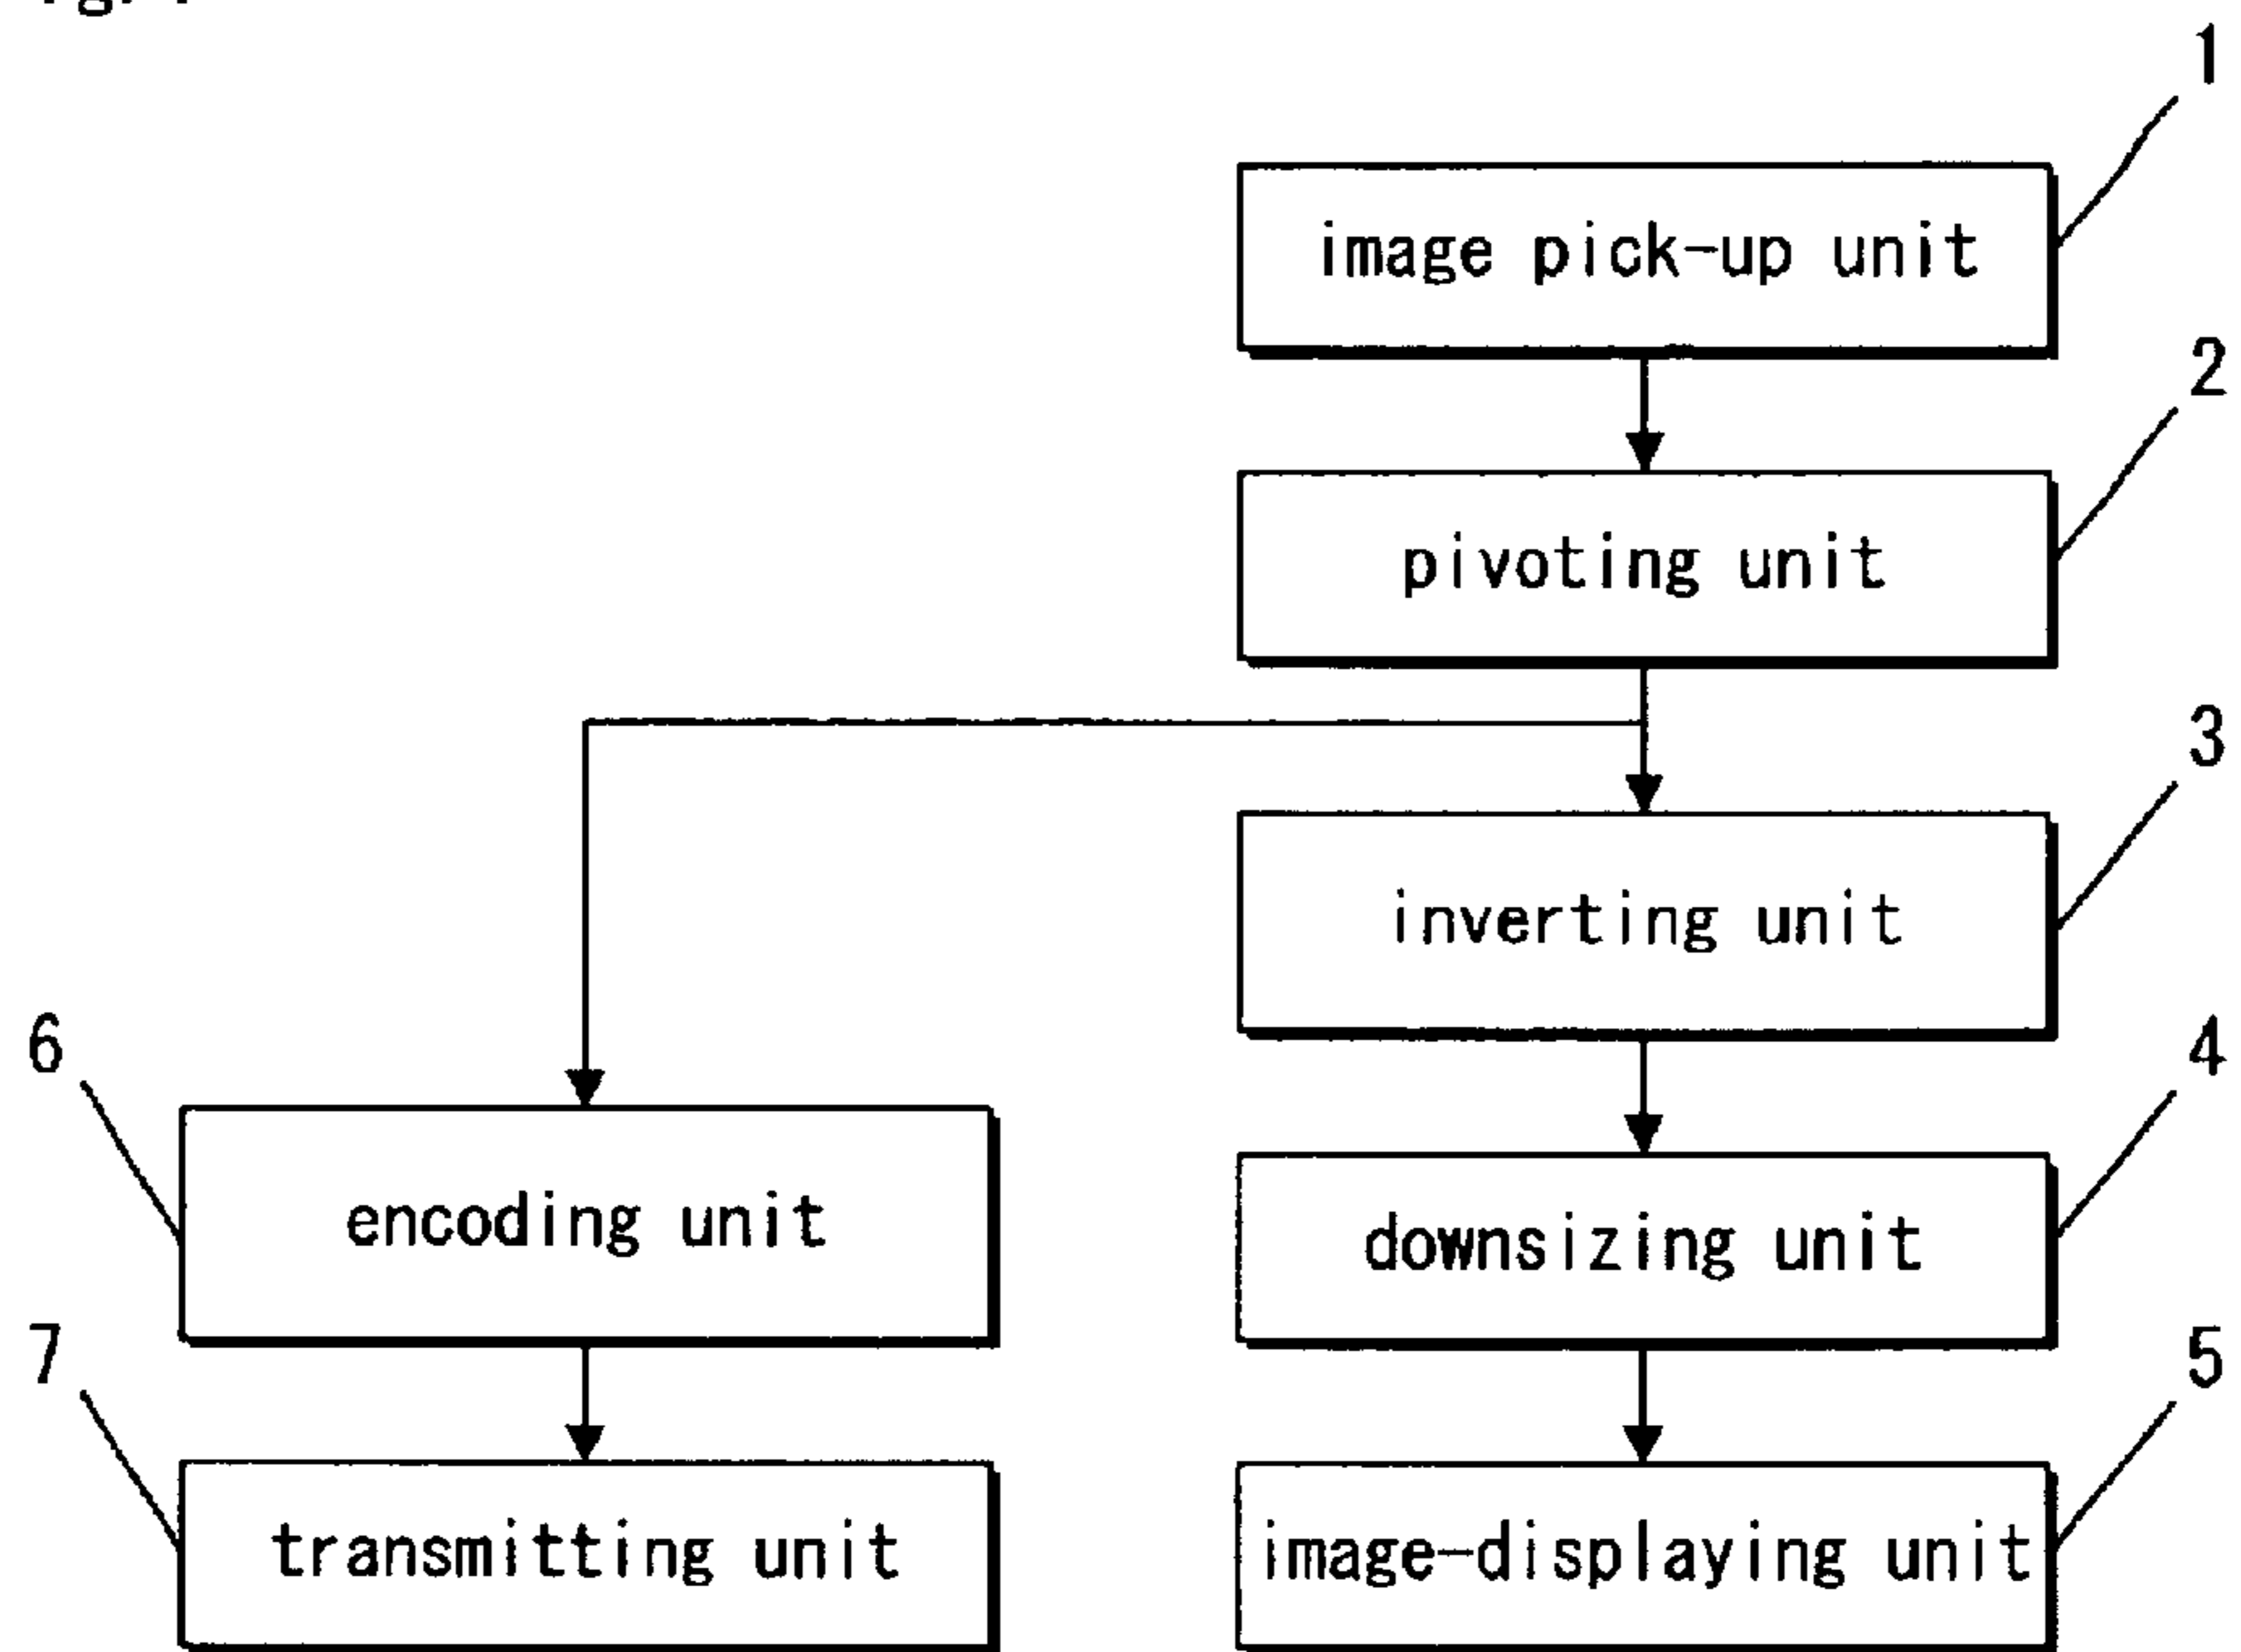 1
image pick-up unit
2
pivoting unit
3
inverting unit
6
4
encoding unit
downsizing unit
7
5
transmitting unit
image-displaying unit